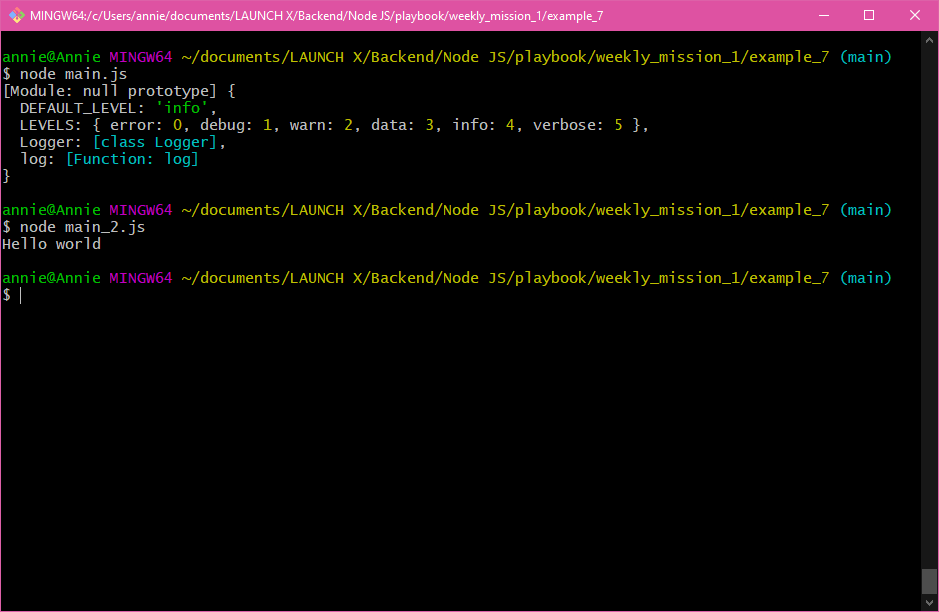 MINGW64:/c/Users/annie/documents/LAUNCH X/Backend/Node JS/playbook/weekly_mission_1/example_7
annie@Annie MINGW64 ~/documents/LAUNCH X/Backend/Node JS/playbook/weekly_mission_1/example_7 (main)
$ node main.js
[Module: null prototype] {
  DEFAULT_LEVEL: 'info',
  LEVELS: { error: 0, debug: 1, warn: 2, data: 3, info: 4, verbose: 5 },
  Logger: [class Logger],
  log: [Function: log]
}
annie@Annie MINGW64 ~/documents/LAUNCH X/Backend/Node JS/playbook/weekly_mission_1/example_7 (main)
$ node main_2.js
Hello world
annie@Annie MINGW64 ~/documents/LAUNCH X/Backend/Node JS/playbook/weekly_mission_1/example_7 (main)
$